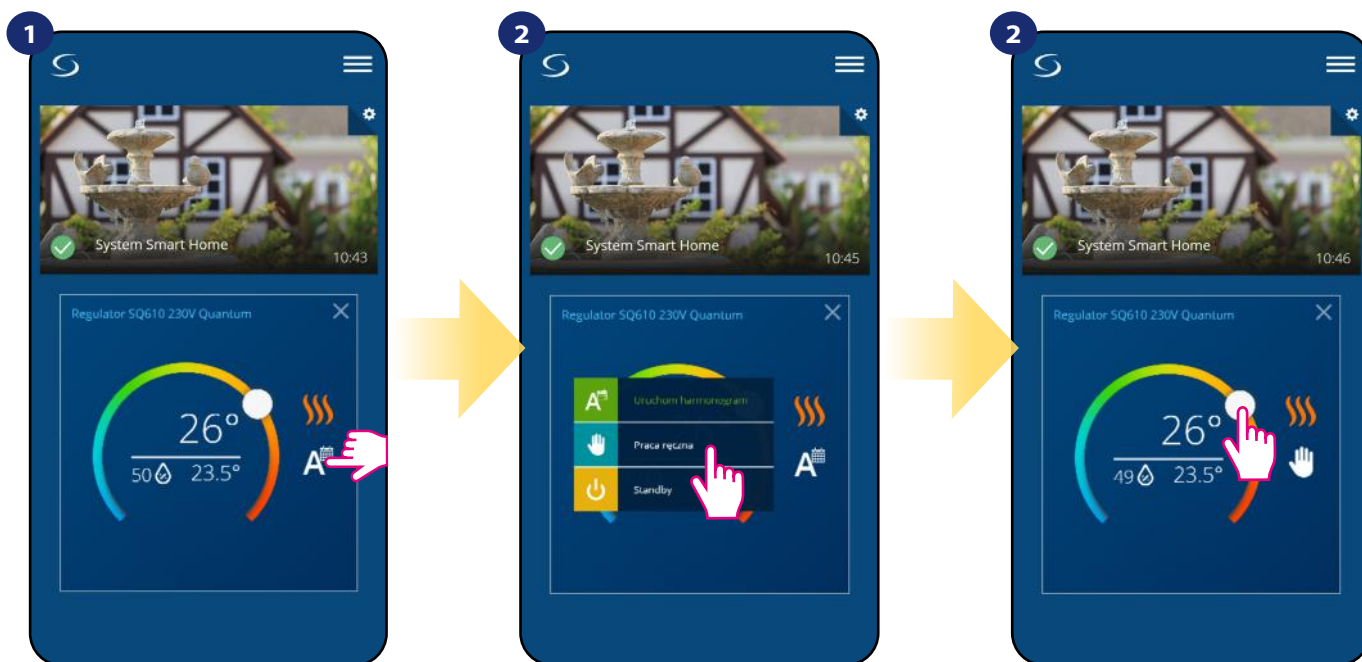 1
System Smart Home
10:43
Regulator SQ610 230V Quantum
26°
50 23.5°
A
2
System Smart Home
10:45
Regulator SQ610 230V Quantum
A Uruchom harmonogram
Praca ręczna
Standby
A
2
System Smart Home
10:46
Regulator SQ610 230V Quantum
26°
49 23.5°